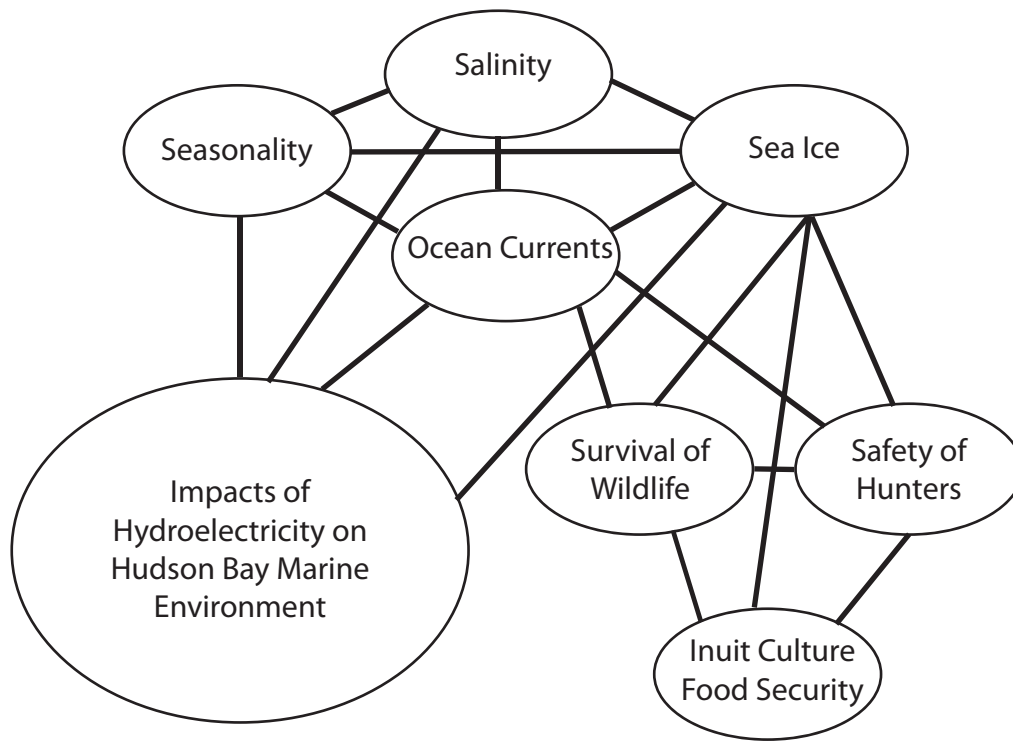 Salinity
Seasonality
Sea Ice
Ocean Currents
Impacts of
Hydroelectricity on
Hudson Bay Marine
Environment
Survival of
Wildlife
Safety of
Hunters
Inuit Culture
Food Security